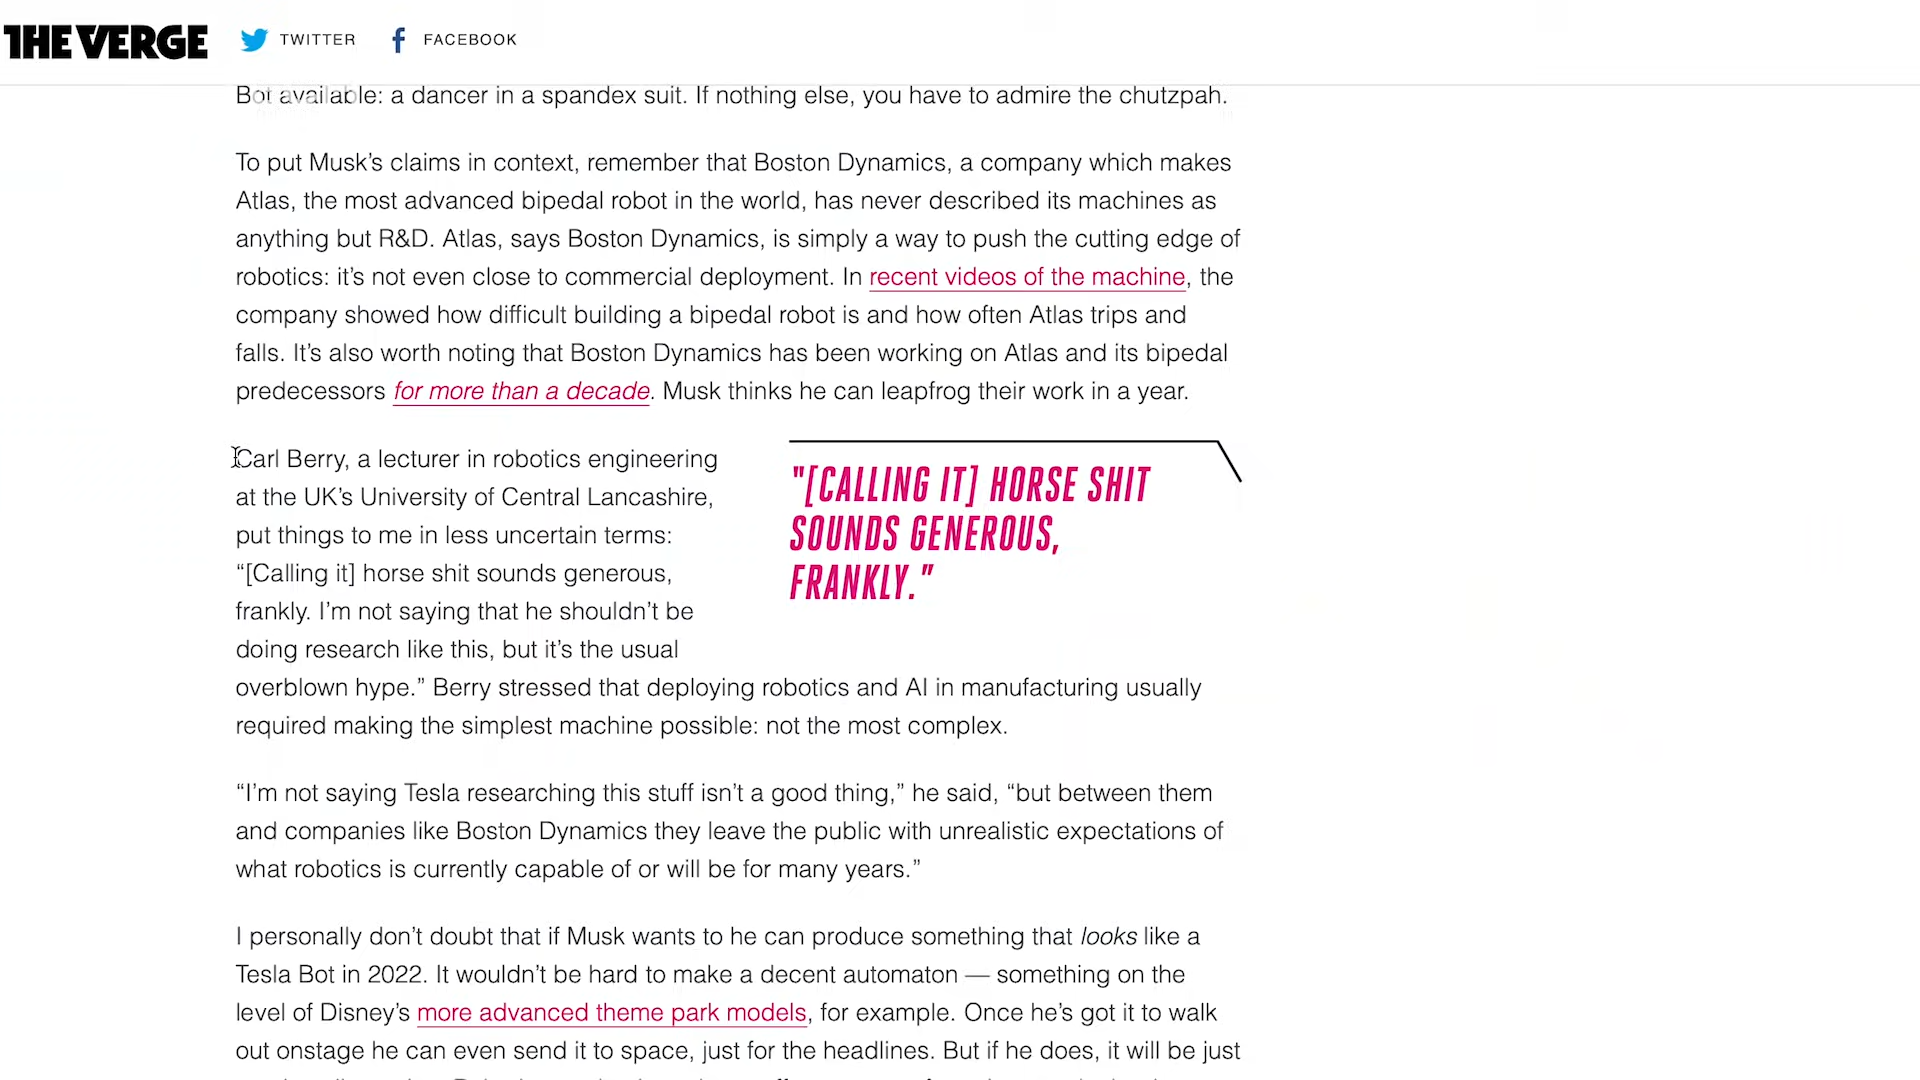 THE VERGE TWITTER FACEBOOK
Bot available: a dancer in a spandex suit. If nothing else, you have to admire the chutzpah.
To put Musk’s claims in context, remember that Boston Dynamics, a company which makes
Atlas, the most advanced bipedal robot in the world, has never described its machines as
anything but R&D. Atlas, says Boston Dynamics, is simply a way to push the cutting edge of
robotics: it’s not even close to commercial deployment. In recent videos of the machine, the
company showed how difficult building a bipedal robot is and how often Atlas trips and
falls. It’s also worth noting that Boston Dynamics has been working on Atlas and its bipedal
predecessors for more than a decade. Musk thinks he can leapfrog their work in a year.
Carl Berry, a lecturer in robotics engineering
at the UK’s University of Central Lancashire,
put things to me in less uncertain terms:
“[Calling it] horse shit sounds generous,
frankly. I’m not saying that he shouldn’t be
doing research like this, but it’s the usual
overblown hype.” Berry stressed that deploying robotics and AI in manufacturing usually
required making the simplest machine possible: not the most complex.
"[CALLING IT] HORSE SHIT
SOUNDS GENEROUS,
FRANKLY."
“I’m not saying Tesla researching this stuff isn’t a good thing,” he said, “but between them
and companies like Boston Dynamics they leave the public with unrealistic expectations of
what robotics is currently capable of or will be for many years.”
I personally don’t doubt that if Musk wants to he can produce something that looks like a
Tesla Bot in 2022. It wouldn’t be hard to make a decent automaton — something on the
level of Disney’s more advanced theme park models, for example. Once he’s got it to walk
out onstage he can even send it to space, just for the headlines. But if he does, it will be just